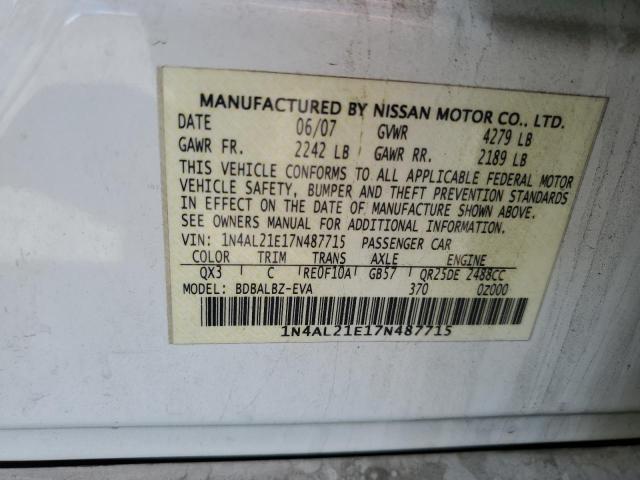 MANUFACTURED BY NISSAN MOTOR CO., LTD.
DATE 06/07 GVWR 4279 LB
GAWR FR. 2242 LB GAWR RR. 2189 LB
THIS VEHICLE CONFORMS TO ALL APPLICABLE FEDERAL MOTOR
VEHICLE SAFETY, BUMPER AND THEFT PREVENTION STANDARDS
IN EFFECT ON THE DATE OF MANUFACTURE SHOWN ABOVE.
SEE OWNERS MANUAL FOR ADDITIONAL INFORMATION.
VIN: 1N4AL21E17N487715 PASSENGER CAR
COLOR TRIM TRANS AXLE ENGINE
QX3 C RE0F10A GB57 QR25DE 2488CC
MODEL: BDBALBZ-EVA 370 0Z000
1N4AL21E17N487715